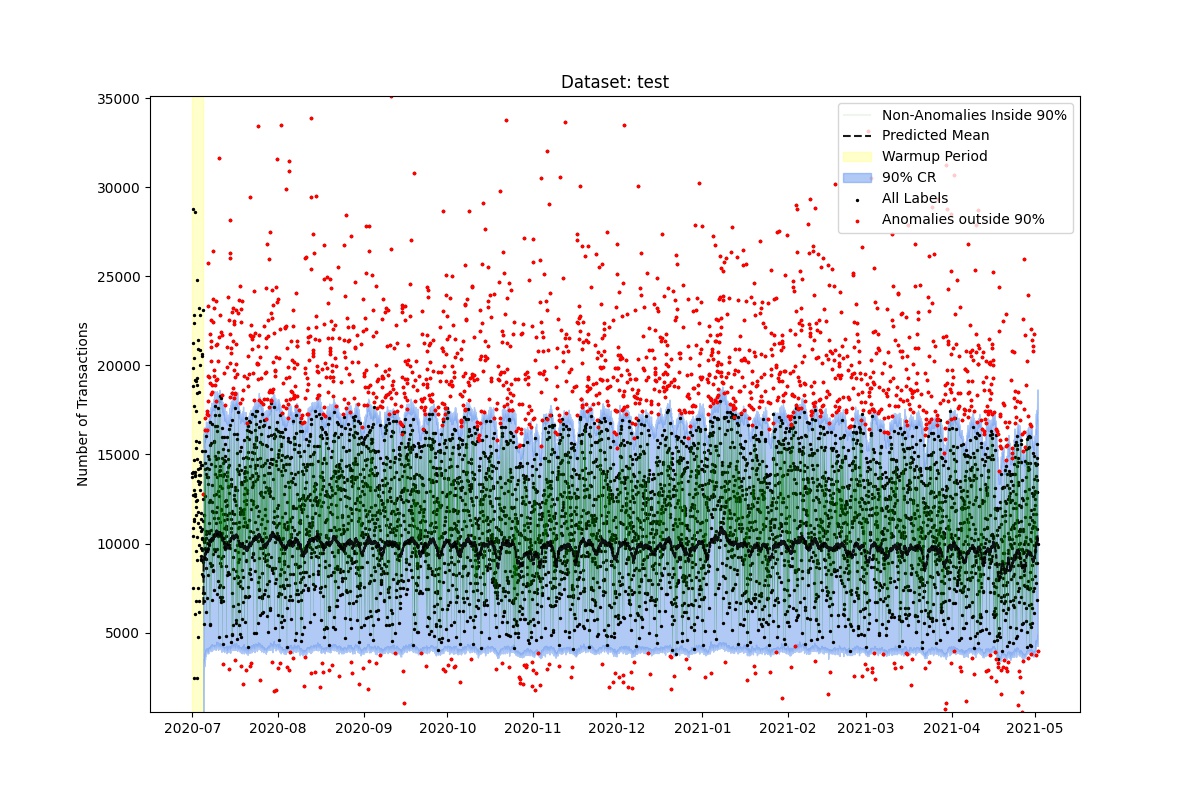 Dataset: test
35000
30000
25000
20000
15000
10000
5000
Number of Transactions
Non-Anomalies Inside 90%
Predicted Mean
Warmup Period
90% CR
All Labels
Anomalies outside 90%
2020-07
2020-08
2020-09
2020-10
2020-11
2020-12
2021-01
2021-02
2021-03
2021-04
2021-05